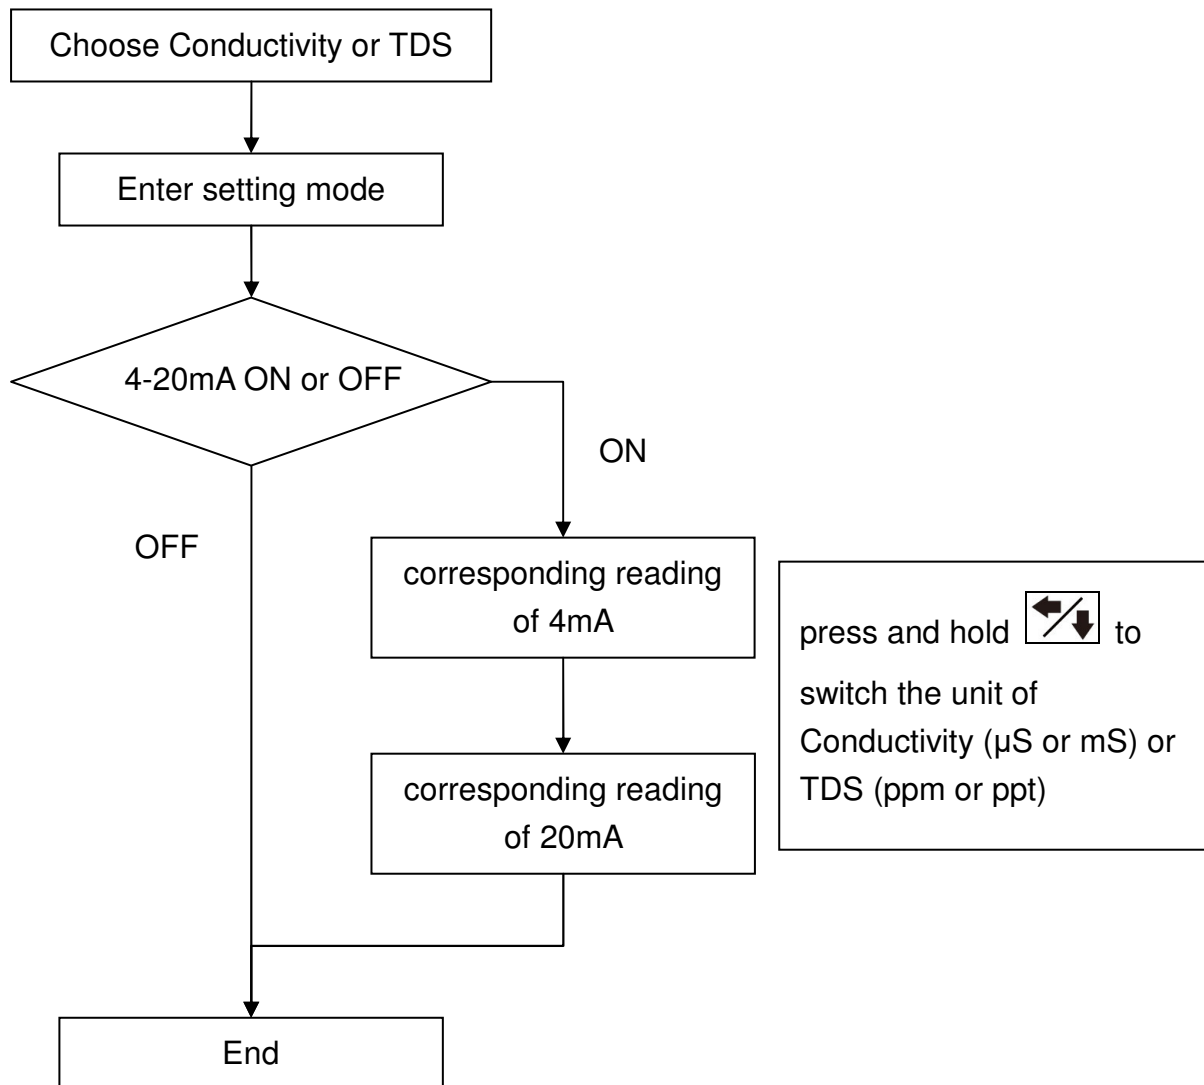 Choose Conductivity or TDS
Enter setting mode
4-20mA ON or OFF
ON
OFF
corresponding reading
of 4mA
press and hold to
switch the unit of
Conductivity (µS or mS) or
TDS (ppm or ppt)
corresponding reading
of 20mA
End